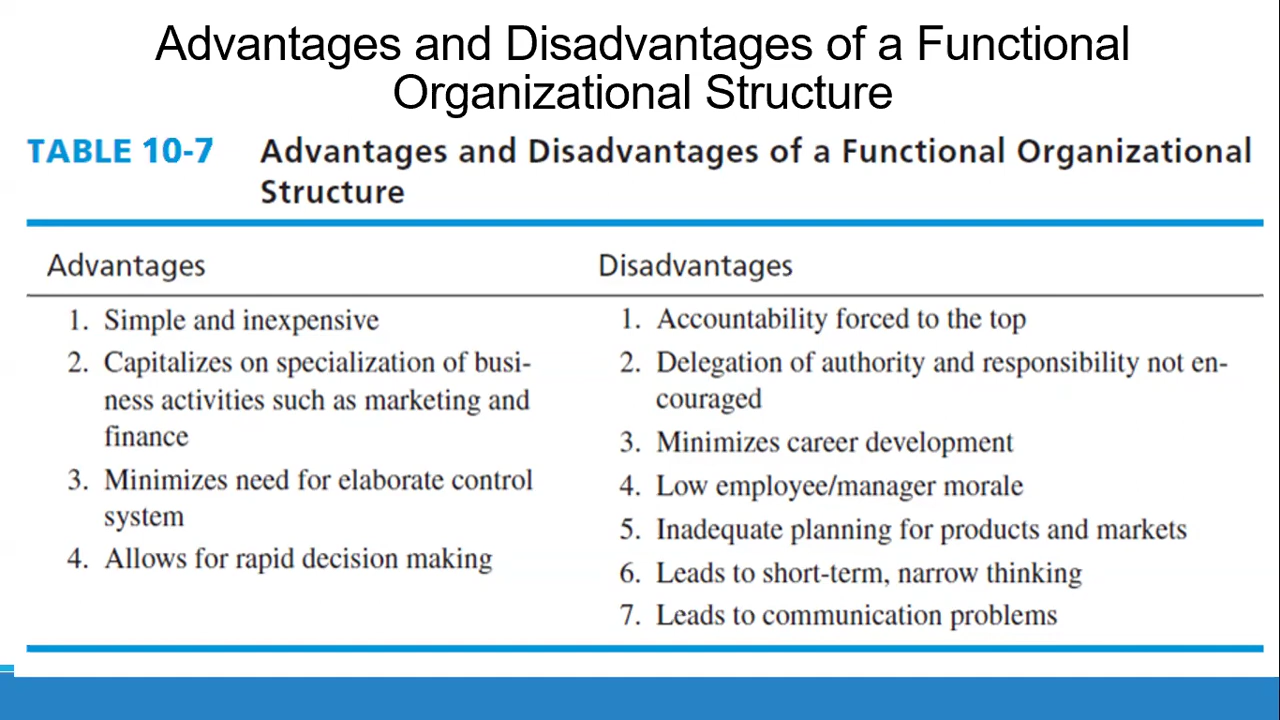 Advantages and Disadvantages of a Functional
Organizational Structure
TABLE 10-7 Advantages and Disadvantages of a Functional Organizational
Structure
Advantages
1. Simple and inexpensive
2. Capitalizes on specialization of busi-
ness activities such as marketing and
finance
3. Minimizes need for elaborate control
system
4. Allows for rapid decision making
Disadvantages
1. Accountability forced to the top
2. Delegation of authority and responsibility not en-
couraged
3. Minimizes career development
4. Low employee/manager morale
5. Inadequate planning for products and markets
6. Leads to short-term, narrow thinking
7. Leads to communication problems